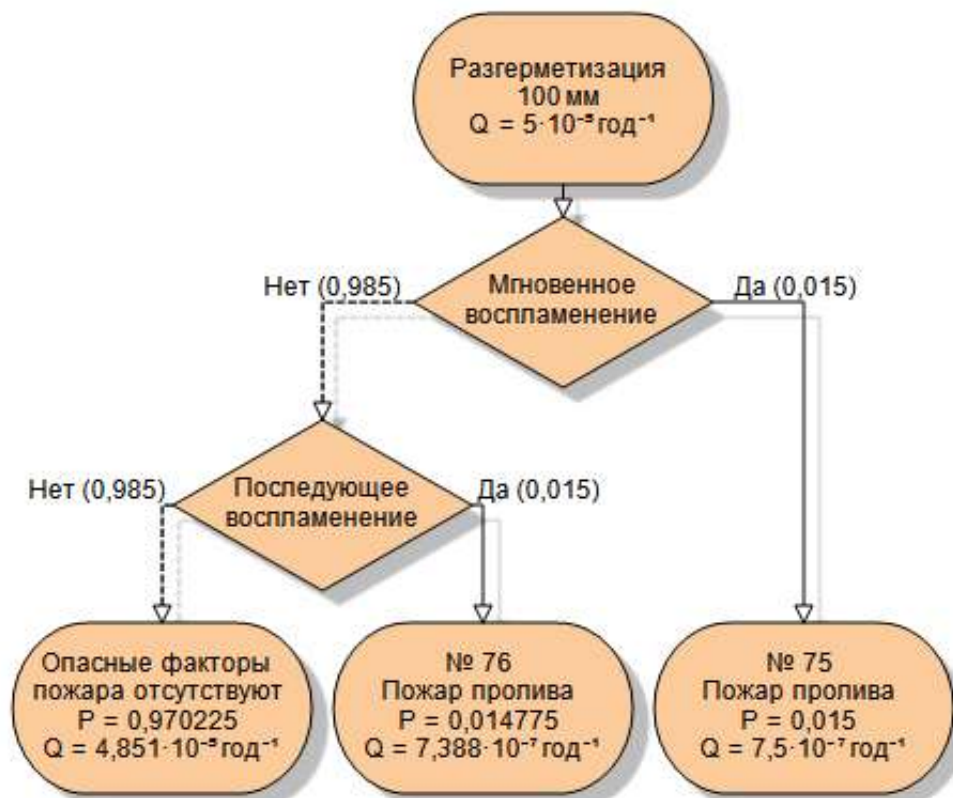 Разгерметизация
100 мм
Q = 5·10⁻⁵ год⁻¹
Мгновенное
воспламенение
Нет (0,985)
Да (0,015)
Последующее
воспламенение
Нет (0,985)
Да (0,015)
Опасные факторы
пожара отсутствуют
P = 0,970225
Q = 4,851·10⁻⁵ год⁻¹
№ 76
Пожар пролива
P = 0,014775
Q = 7,388·10⁻⁷ год⁻¹
№ 75
Пожар пролива
P = 0,015
Q = 7,5·10⁻⁷ год⁻¹